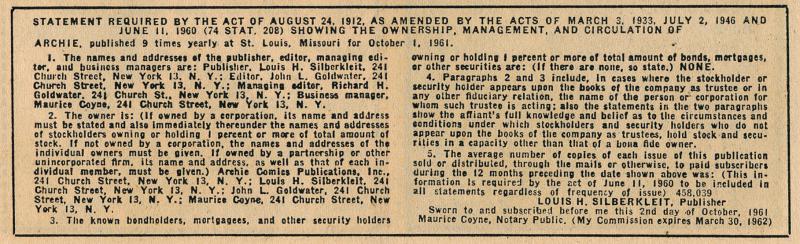 STATEMENT REQUIRED BY THE ACT OF AUGUST 24, 1912, AS AMENDED BY THE ACTS OF MARCH 3, 1933, JULY 2, 1946 AND
JUNE 11, 1960 (74 STAT. 208) SHOWING THE OWNERSHIP, MANAGEMENT, AND CIRCULATION OF
ARCHIE, published 9 times yearly at St. Louis, Missouri for October 1, 1961.
1. The names and addresses of the publisher, editor, managing edi-
tor, and business managers are: Publisher, Louis H. Silberkleit, 241
Church Street, New York 13, N. Y.; Editor, John L. Goldwater, 241
Church Street, New York 13, N. Y.; Managing editor, Richard H.
Goldwater, 241 Church St., New York 13, N. Y.; Business manager,
Maurice Coyne, 241 Church Street, New York 13, N. Y.
2. The owner is: (If owned by a corporation, its name and address
must be stated and also immediately thereunder the names and addresses
of stockholders owning or holding 1 percent or more of total amount of
stock. If not owned by a corporation, the names and addresses of the
individual owners must be given. If owned by a partnership or other
unincorporated firm, its name and address, as well as that of each in-
dividual member, must be given.) Archie Comics Publications, Inc.,
241 Church Street, New York 13, N. Y.; Louis H. Silberkleit, 241
Church Street, New York 13, N. Y.; John L. Goldwater, 241 Church
Street, New York 13, N. Y.; Maurice Coyne, 241 Church Street, New
York 13, N. Y.
3. The known bondholders, mortgagees, and other security holders
owning or holding 1 percent or more of total amount of bonds, mortgages,
or other securities are: (If there are none, so state.) NONE.
4. Paragraphs 2 and 3 include, in cases where the stockholder or
security holder appears upon the books of the company as trustee or in
any other fiduciary relation, the name of the person or corporation for
whom such trustee is acting; also the statements in the two paragraphs
show the affiant's full knowledge and belief as to the circumstances and
conditions under which stockholders and security holders who do not
appear upon the books of the company as trustees, hold stock and secu-
rities in a capacity other than that of a bona fide owner.
5. The average number of copies of each issue of this publication
sold or distributed, through the mails or otherwise, to paid subscribers
during the 12 months preceding the date shown above was: (This in-
formation is required by the act of June 11, 1960 to be included in
all statements regardless of frequency of issue) 458,039
LOUIS H. SILBERKLEIT, Publisher
Sworn to and subscribed before me this 2nd day of October, 1961
Maurice Coyne, Notary Public. (My Commission expires March 30, 1962)